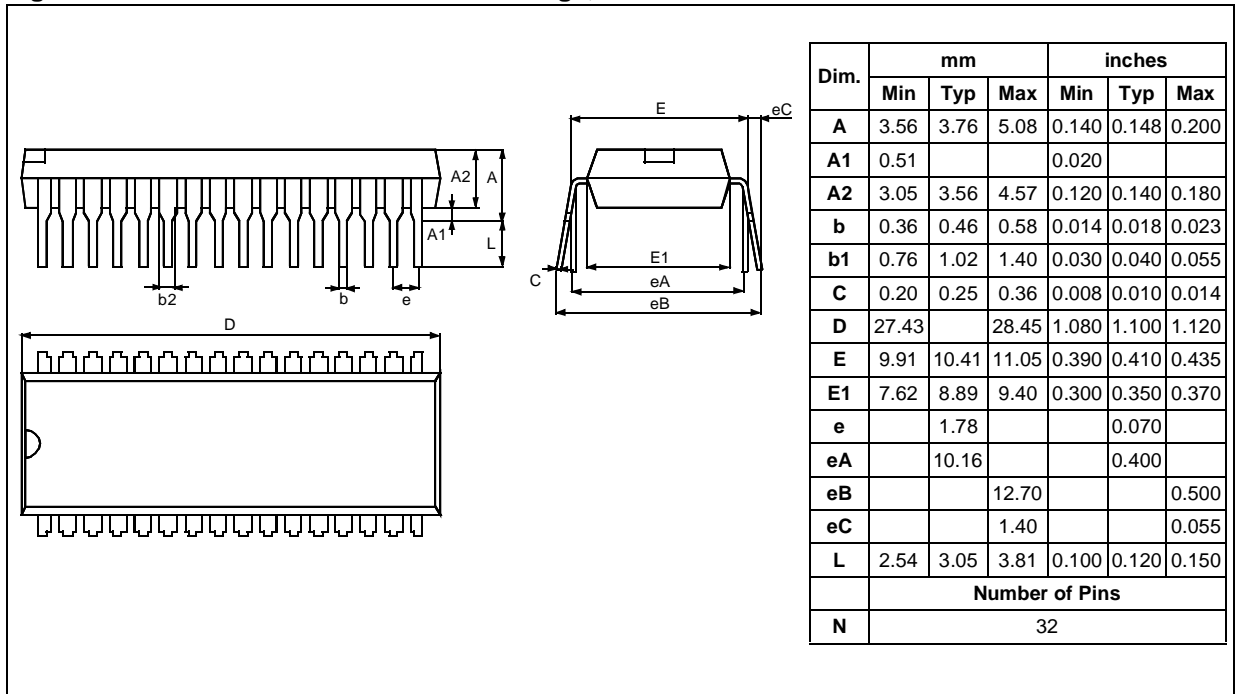 E
eC
A2
A
A1
L
b2
b
e
C
E1
eA
eB
D
Dim. mm inches
Min Typ Max Min Typ Max
A 3.56 3.76 5.08 0.140 0.148 0.200
A1 0.51 0.020
A2 3.05 3.56 4.57 0.120 0.140 0.180
b 0.36 0.46 0.58 0.014 0.018 0.023
b1 0.76 1.02 1.40 0.030 0.040 0.055
C 0.20 0.25 0.36 0.008 0.010 0.014
D 27.43 28.45 1.080 1.100 1.120
E 9.91 10.41 11.05 0.390 0.410 0.435
E1 7.62 8.89 9.40 0.300 0.350 0.370
e 1.78 0.070
eA 10.16 0.400
eB 12.70 0.500
eC 1.40 0.055
L 2.54 3.05 3.81 0.100 0.120 0.150
Number of Pins
N 32